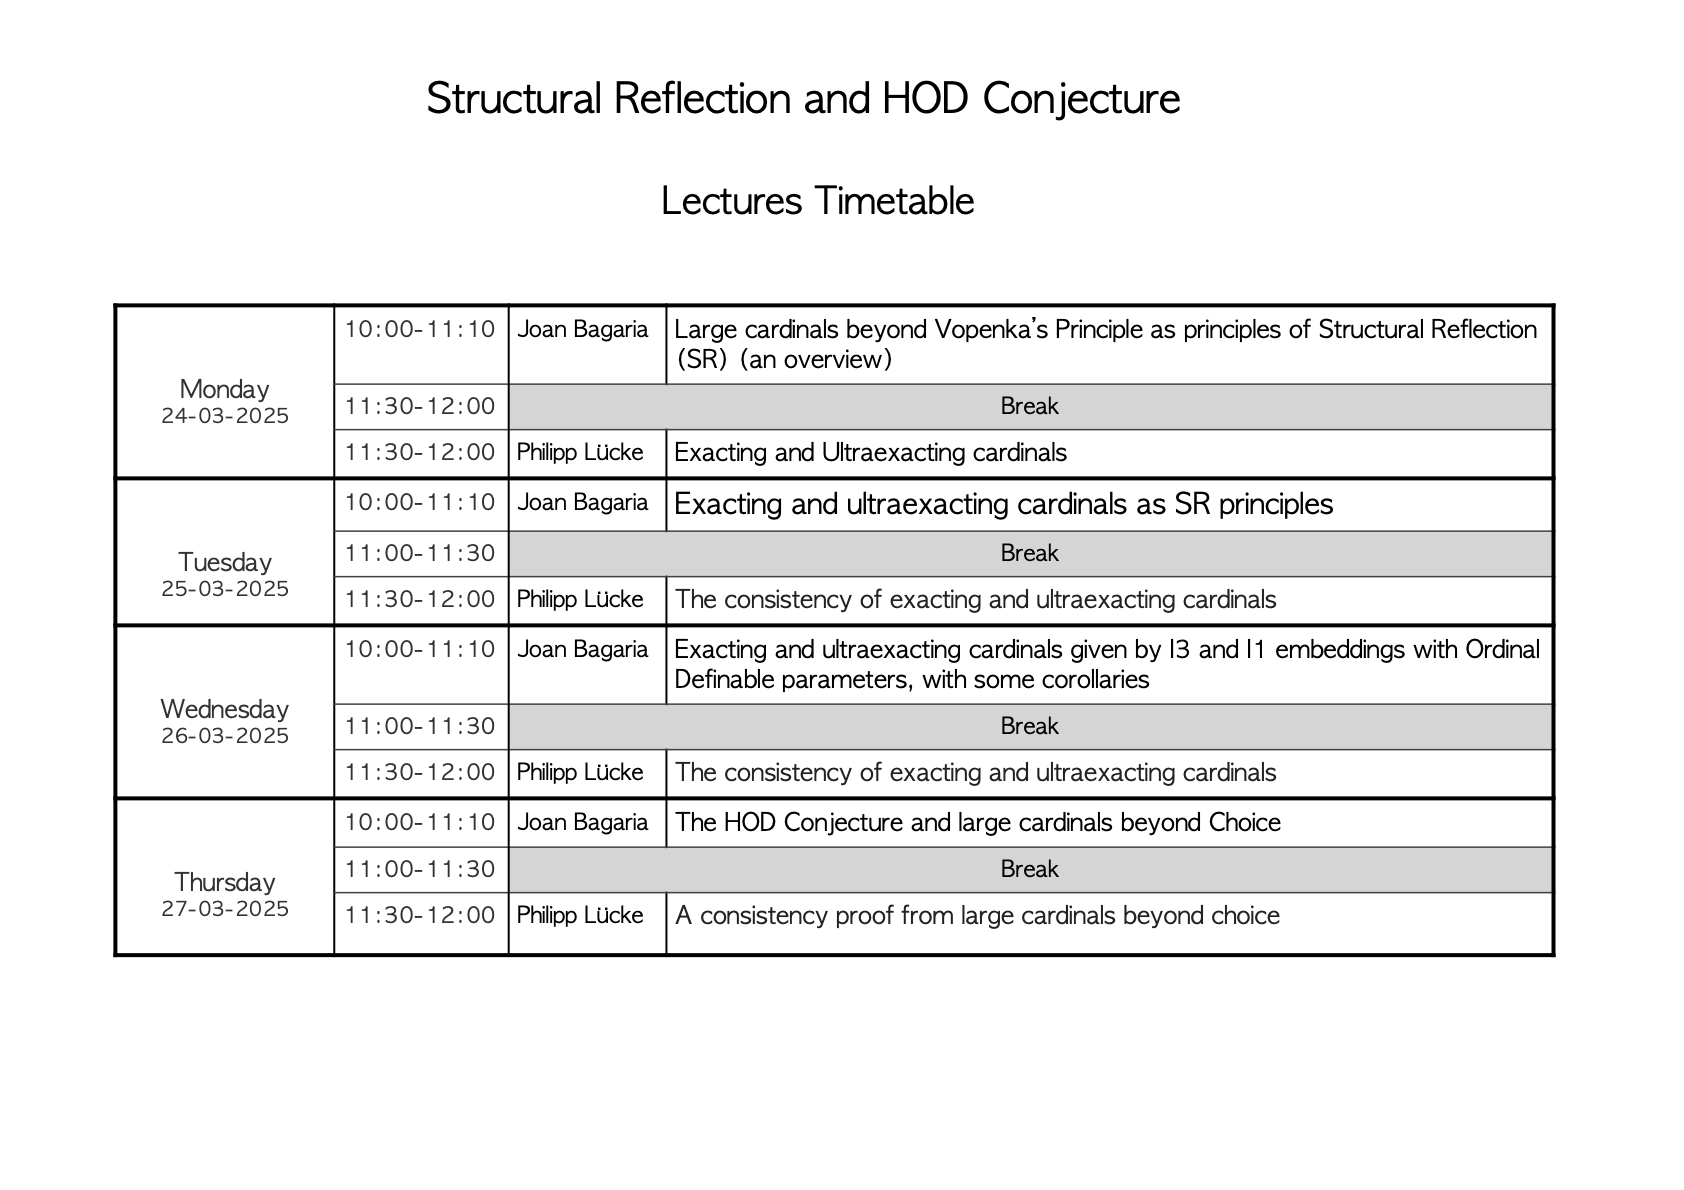 Structural Reflection and HOD Conjecture
Lectures Timetable
Monday
24-03-2025
10:00-11:10 Joan Bagaria Large cardinals beyond Vopenka's Principle as principles of Structural Reflection
(SR) (an overview)
11:30-12:00 Break
11:30-12:00 Philipp Lücke Exacting and Ultraexacting cardinals
Tuesday
25-03-2025
10:00-11:10 Joan Bagaria Exacting and ultraexacting cardinals as SR principles
11:00-11:30 Break
11:30-12:00 Philipp Lücke The consistency of exacting and ultraexacting cardinals
Wednesday
26-03-2025
10:00-11:10 Joan Bagaria Exacting and ultraexacting cardinals given by I3 and I1 embeddings with Ordinal
Definable parameters, with some corollaries
11:00-11:30 Break
11:30-12:00 Philipp Lücke The consistency of exacting and ultraexacting cardinals
Thursday
27-03-2025
10:00-11:10 Joan Bagaria The HOD Conjecture and large cardinals beyond Choice
11:00-11:30 Break
11:30-12:00 Philipp Lücke A consistency proof from large cardinals beyond choice